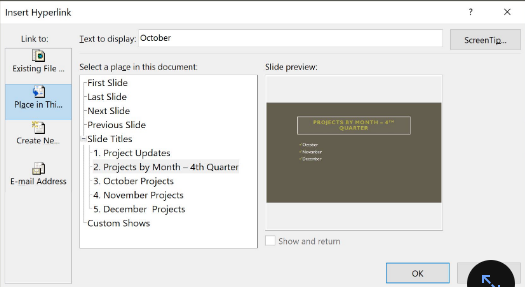 Insert Hyperlink ? ×
Link to: Text to display: October ScreenTip...
Select a place in this document: Slide preview:
Existing File ...
Place in Thi...
Create Ne...
E-mail Address
First Slide
Last Slide
Next Slide
Previous Slide
Slide Titles
1. Project Updates
2. Projects by Month – 4th Quarter
3. October Projects
4. November Projects
5. December Projects
Custom Shows
PROJECTS BY MONTH – 4TH
QUARTER
October
November
December
Show and return
OK